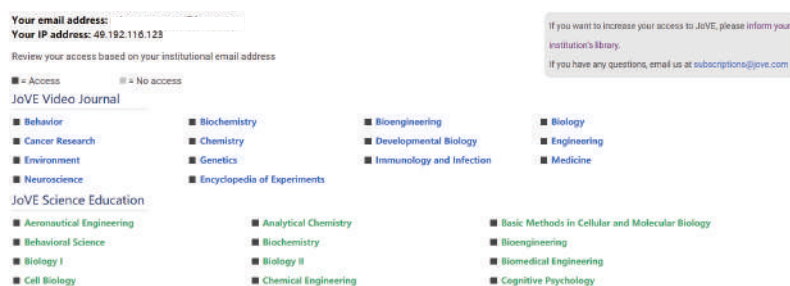 Your email address:
Your IP address: 49.192.116.123
Review your access based on your institutional email address
= Access = No access
If you want to increase your access to JoVE, please inform your
institution's library.
If you have any questions, email us at subscriptions@jove.com
JoVE Video Journal
Behavior Biochemistry Bioengineering Biology
Cancer Research Chemistry Developmental Biology Engineering
Environment Genetics Immunology and Infection Medicine
Neuroscience Encyclopedia of Experiments
JoVE Science Education
Aeronautical Engineering Analytical Chemistry Basic Methods in Cellular and Molecular Biology
Behavioral Science Biochemistry Bioengineering
Biology I Biology II Biomedical Engineering
Cell Biology Chemical Engineering Cognitive Psychology